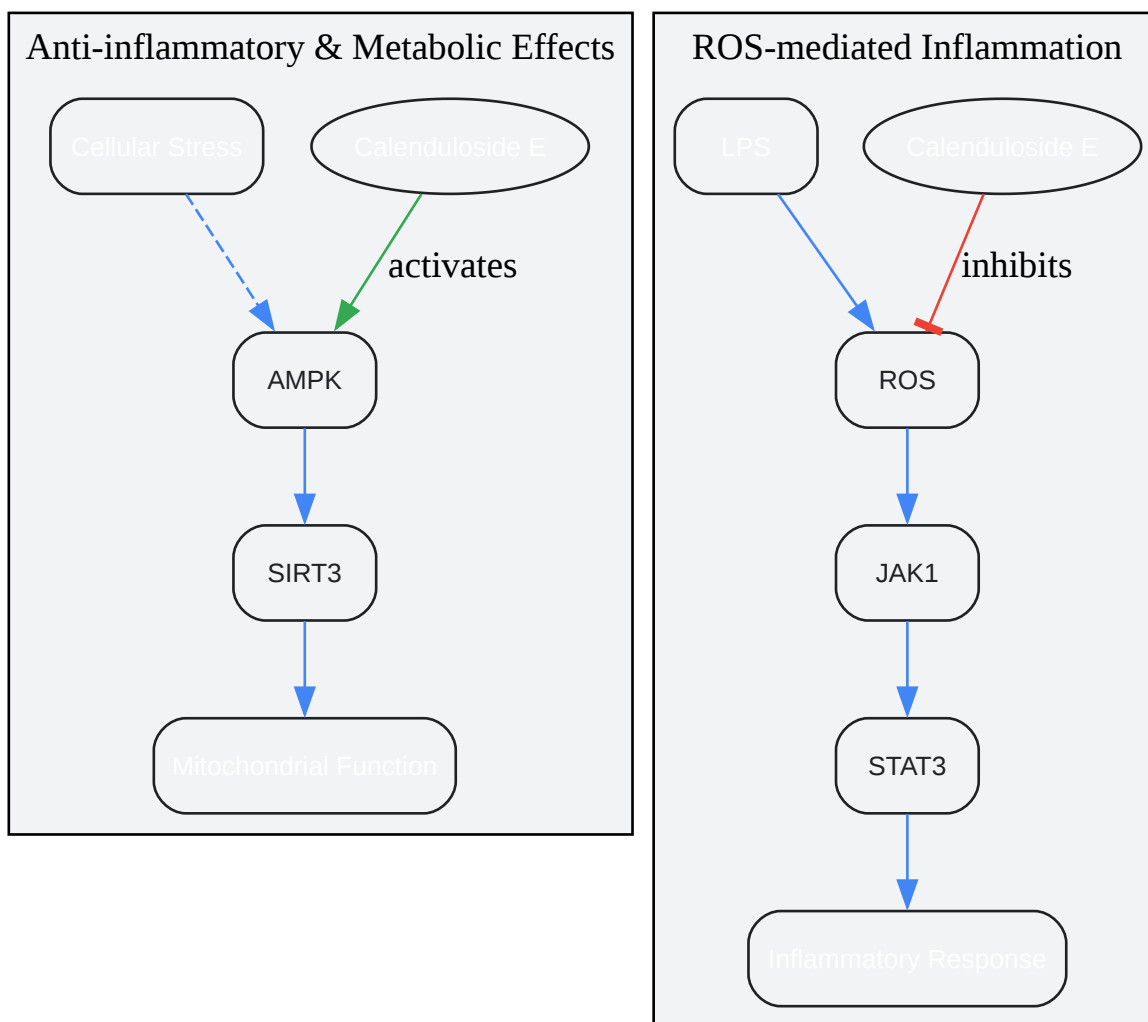 Anti-inflammatory & Metabolic Effects
Cellular Stress
Calenduloside E
activates
AMPK
SIRT3
Mitochondrial Function
ROS-mediated Inflammation
LPS
Calenduloside E
inhibits
ROS
JAK1
STAT3
Inflammatory Response